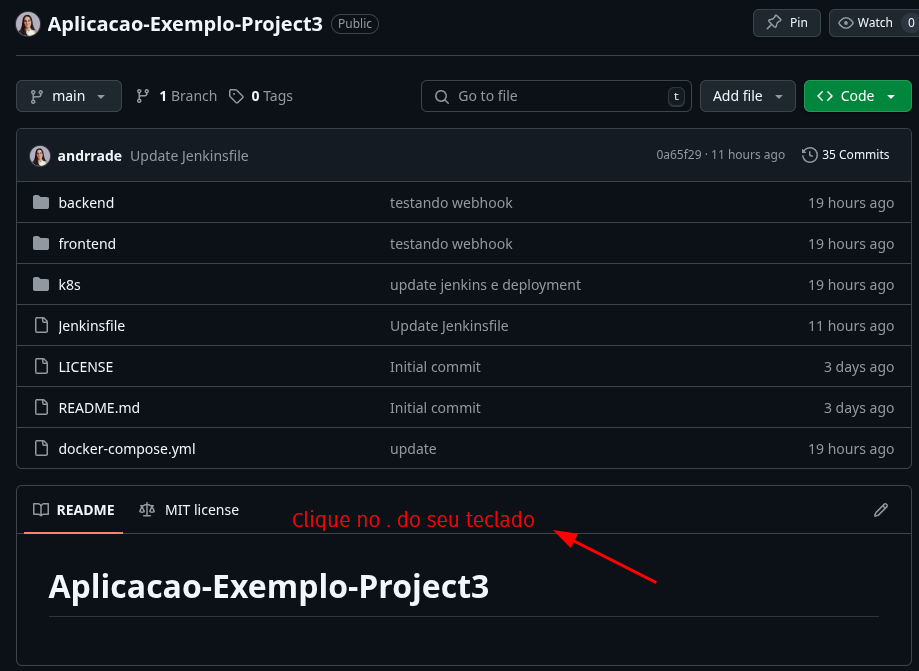 Aplicacao-Exemplo-Project3 Public Pin Watch 0
main 1 Branch 0 Tags Go to file t Add file <> Code
andrrade Update Jenkinsfile 0a65f29 · 11 hours ago 35 Commits
backend testando webhook 19 hours ago
frontend testando webhook 19 hours ago
k8s update jenkins e deployment 19 hours ago
Jenkinsfile Update Jenkinsfile 11 hours ago
LICENSE Initial commit 3 days ago
README.md Initial commit 3 days ago
docker-compose.yml update 19 hours ago
README MIT license
Clique no . do seu teclado
Aplicacao-Exemplo-Project3